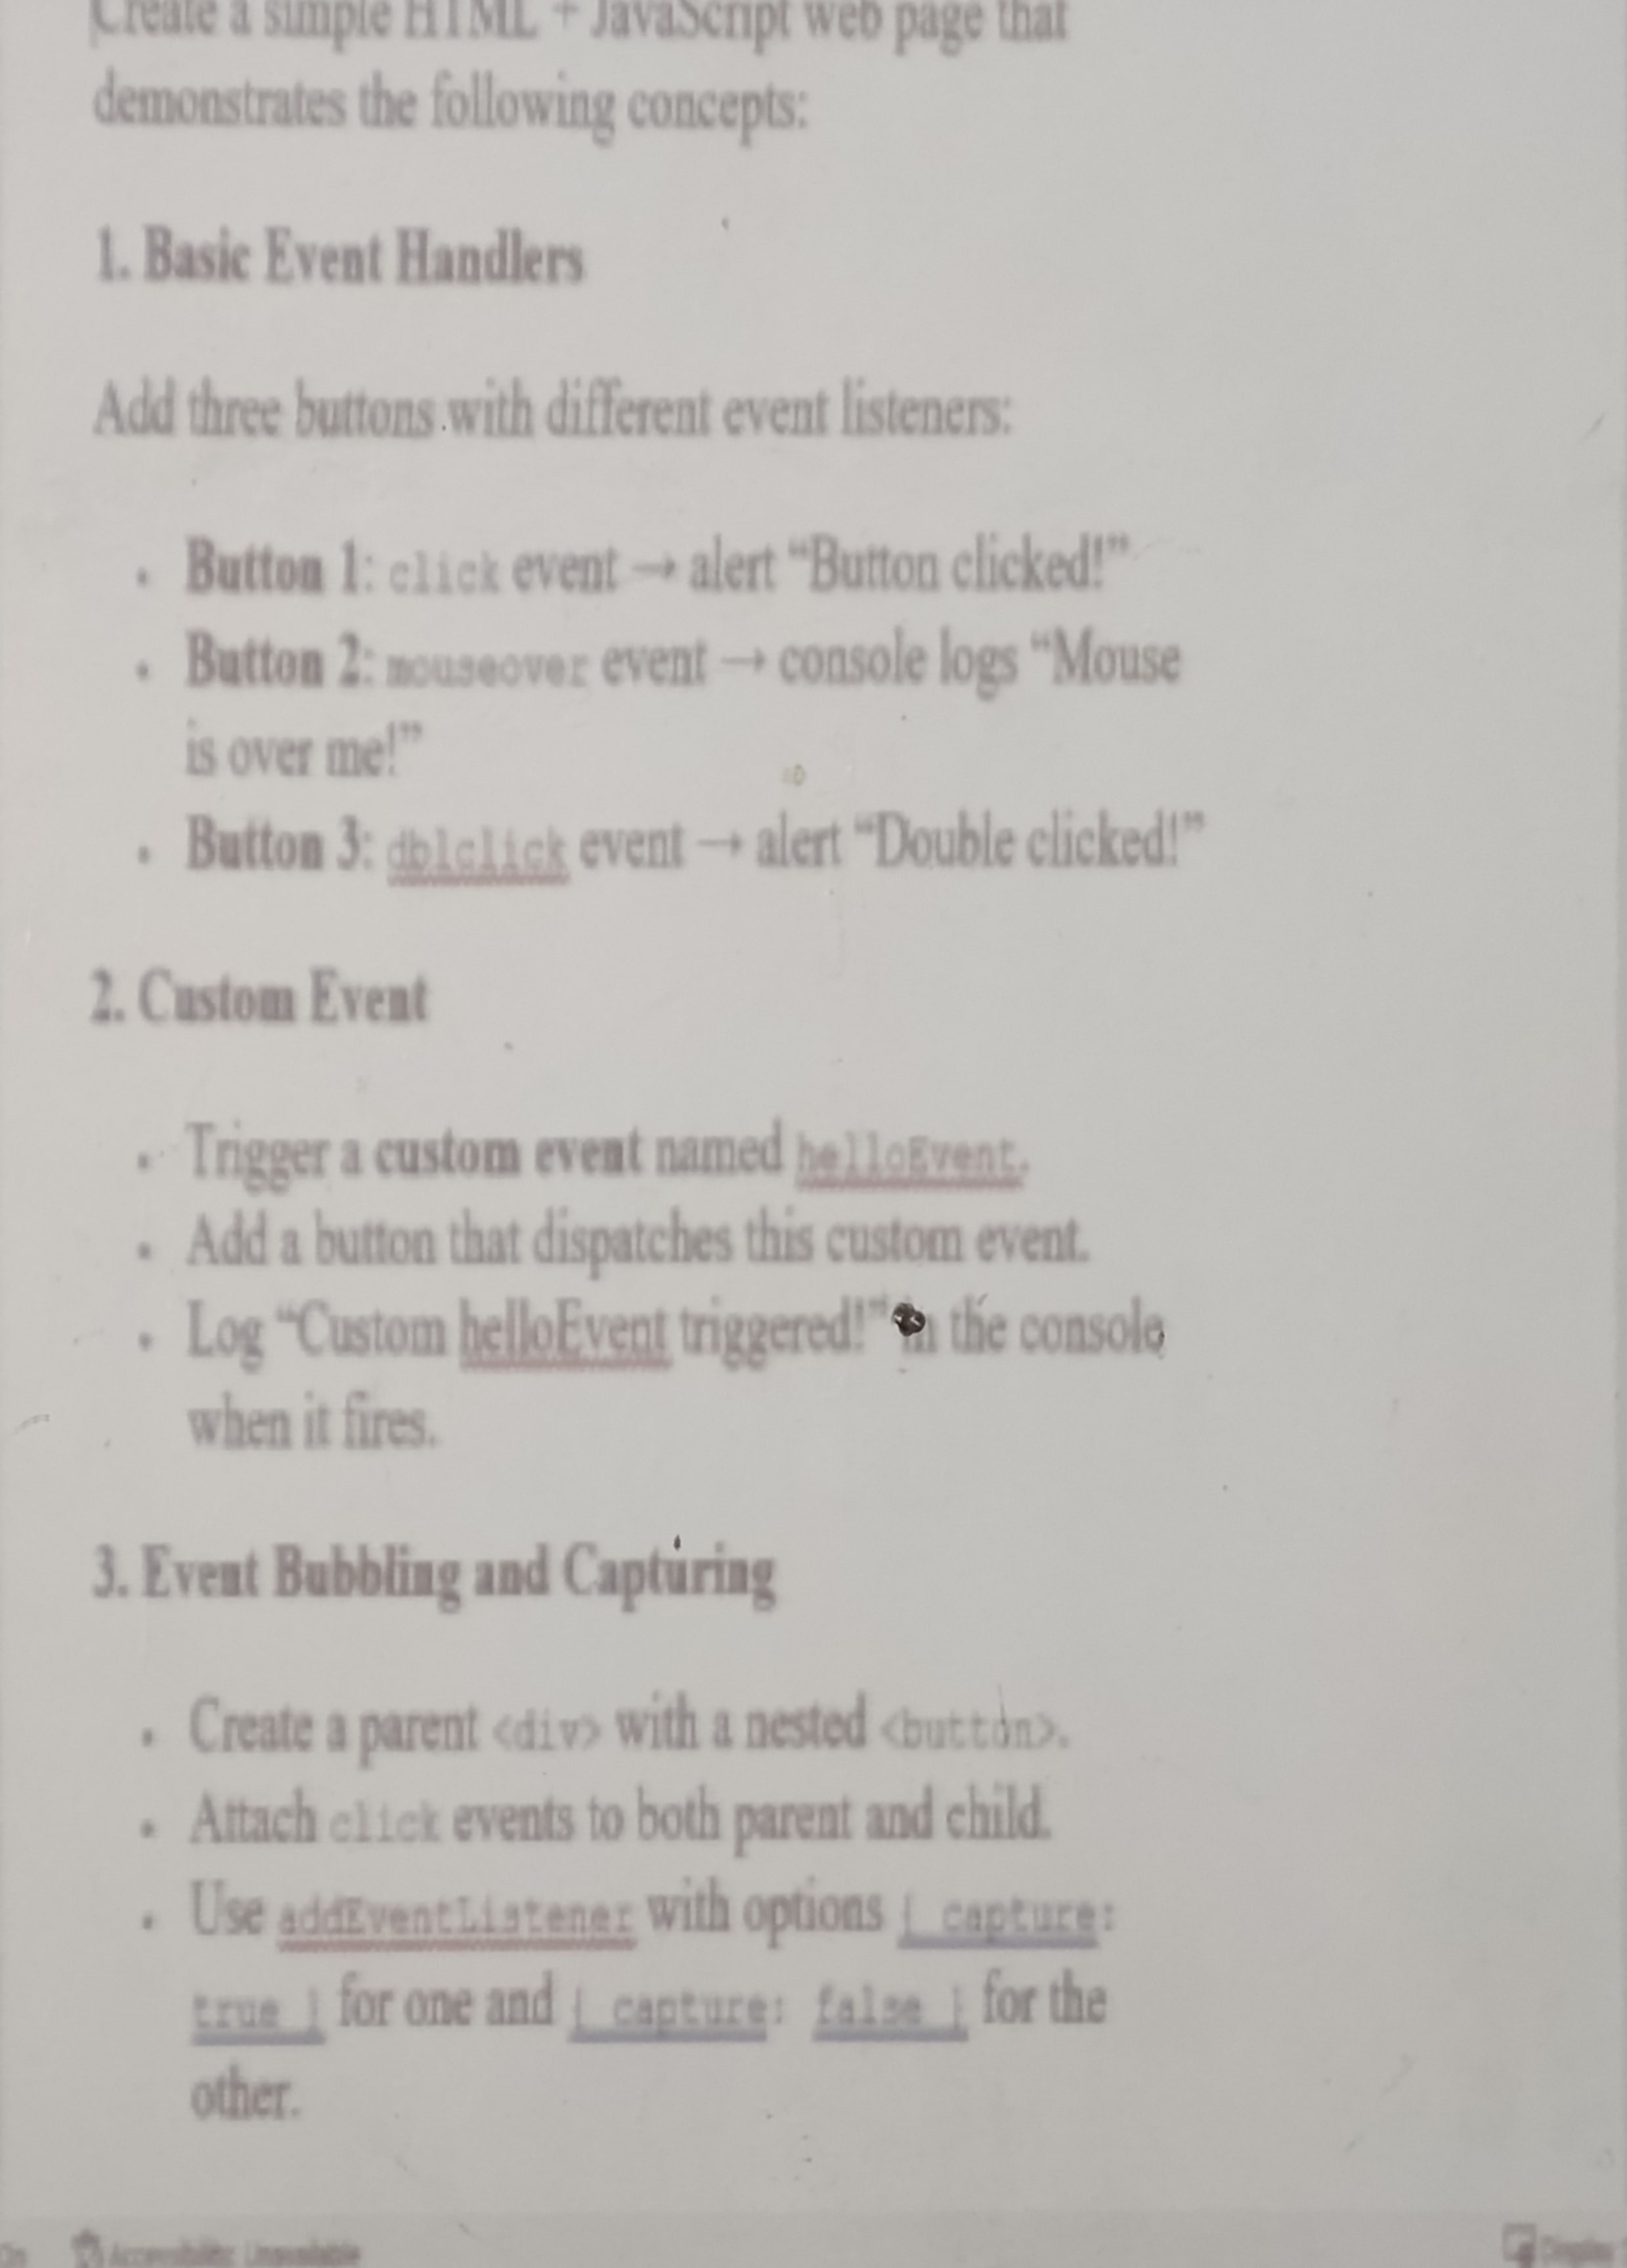 Create a simple HTML + JavaScript web page that
demonstrates the following concepts:
1. Basic Event Handlers
Add three buttons with different event listeners:
• Button 1: click event → alert “Button clicked!”
• Button 2: mouseover event → console logs “Mouse
is over me!”
• Button 3: dblclick event → alert “Double clicked!”
2. Custom Event
• Trigger a custom event named helloEvent.
• Add a button that dispatches this custom event.
• Log “Custom helloEvent triggered!” in the console
when it fires.
3. Event Bubbling and Capturing
• Create a parent <div> with a nested <button>.
• Attach click events to both parent and child.
• Use addEventListener with options { capture:
true } for one and { capture: false } for the
other.
Accessibility: Unavailable
Display